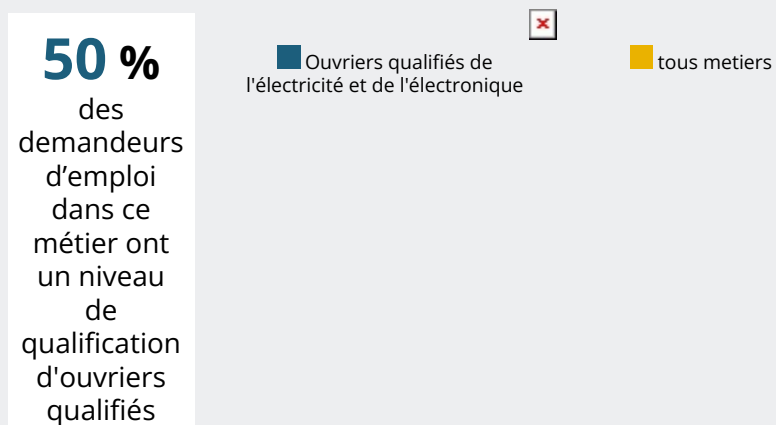 50 %
des
demandeurs
d’emploi
dans ce
métier ont
un niveau
de
qualification
d'ouvriers
qualifiés
Ouvriers qualifiés de
l'électricité et de l'électronique
tous metiers